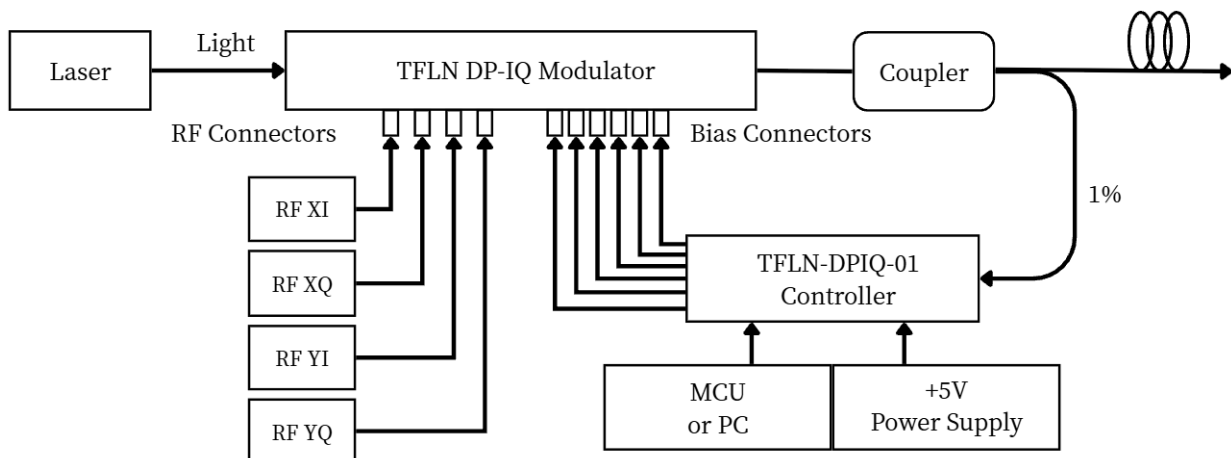 Laser
Light
TFLN DP-IQ Modulator
Coupler
RF Connectors
Bias Connectors
RF XI
1%
RF XQ
TFLN-DPIQ-01
Controller
RF YI
MCU
or PC
+5V
Power Supply
RF YQ